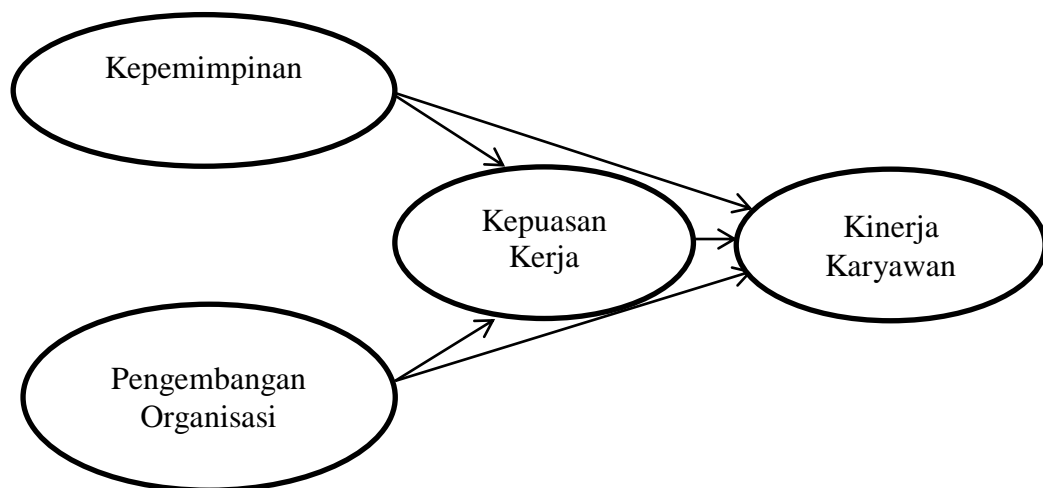 Kepemimpinan
Kepuasan
Kerja
Kinerja
Karyawan
Pengembangan
Organisasi